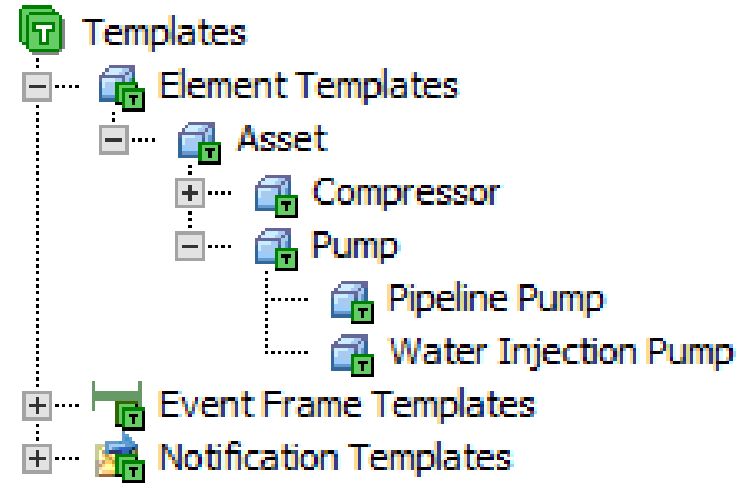 Templates
Element Templates
Asset
Compressor
Pump
Pipeline Pump
Water Injection Pump
Event Frame Templates
Notification Templates